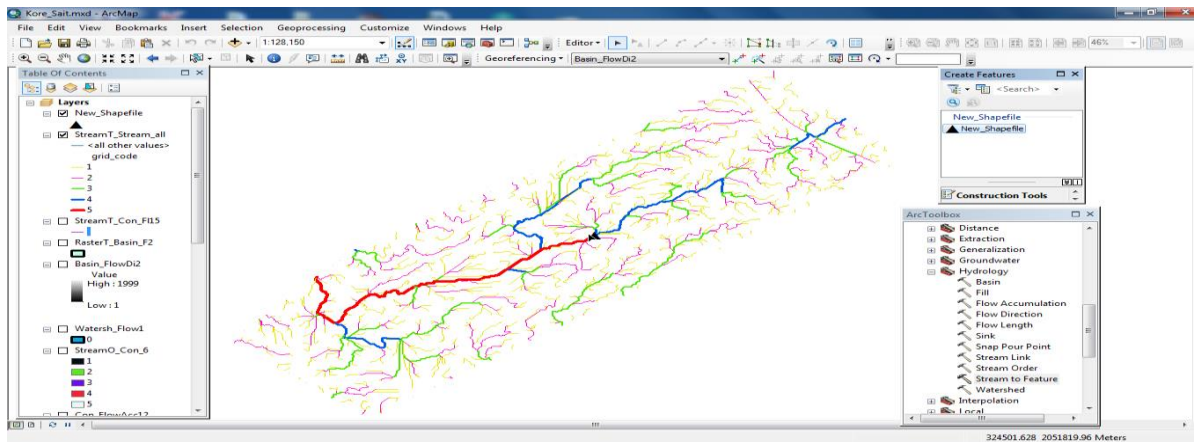 Kore_Sait.mxd - ArcMap
File Edit View Bookmarks Insert Selection Geoprocessing Customize Windows Help
1:128,150 Editor 46%
Georeferencing Basin_FlowDi2
Table Of Contents
Layers
New_Shapefile
StreamT_Stream_all
<all other values>
grid_code
1
2
3
4
5
StreamT_Con_Fl15
RasterT_Basin_F2
Basin_FlowDi2
Value
High : 1999
Low : 1
Watersh_Flow1
0
StreamO_Con_6
1
2
3
4
5
Con_FlowAcc12
Create Features
<Search>
New_Shapefile
New_Shapefile
Construction Tools
ArcToolbox
Distance
Extraction
Generalization
Groundwater
Hydrology
Basin
Fill
Flow Accumulation
Flow Direction
Flow Length
Sink
Snap Pour Point
Stream Link
Stream Order
Stream to Feature
Watershed
Interpolation
Local
324501.628 2051819.96 Meters